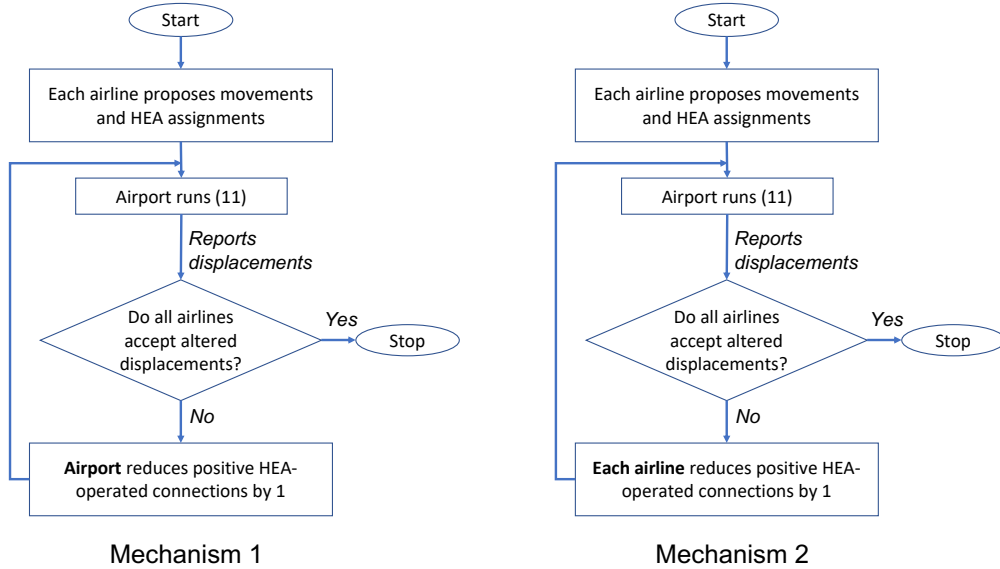 Start
Each airline proposes movements
and HEA assignments
Airport runs (11)
Reports
displacements
Do all airlines
accept altered
displacements?
Yes
Stop
No
Airport reduces positive HEA-
operated connections by 1
Mechanism 1
Start
Each airline proposes movements
and HEA assignments
Airport runs (11)
Reports
displacements
Do all airlines
accept altered
displacements?
Yes
Stop
No
Each airline reduces positive HEA-
operated connections by 1
Mechanism 2